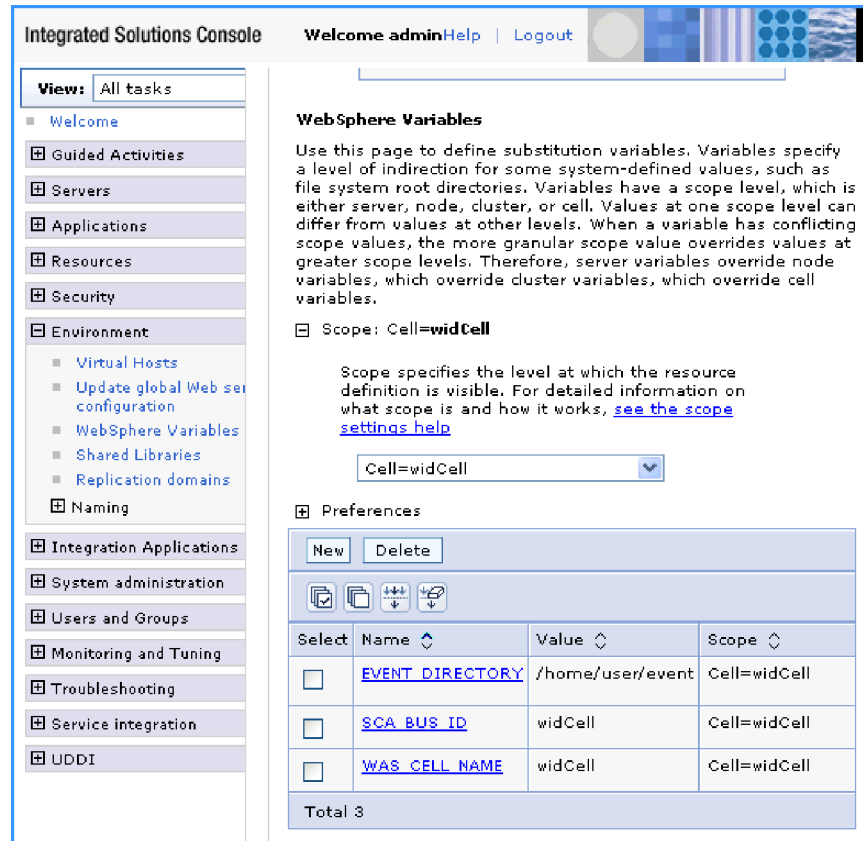 Integrated Solutions Console
Welcome adminHelp | Logout
View: All tasks
Welcome
Guided Activities
Servers
Applications
Resources
Security
Environment
Virtual Hosts
Update global Web ser
configuration
WebSphere Variables
Shared Libraries
Replication domains
Naming
Integration Applications
System administration
Users and Groups
Monitoring and Tuning
Troubleshooting
Service integration
UDDI
WebSphere Variables
Use this page to define substitution variables. Variables specify
a level of indirection for some system-defined values, such as
file system root directories. Variables have a scope level, which is
either server, node, cluster, or cell. Values at one scope level can
differ from values at other levels. When a variable has conflicting
scope values, the more granular scope value overrides values at
greater scope levels. Therefore, server variables override node
variables, which override cluster variables, which override cell
variables.
Scope: Cell=widCell
Scope specifies the level at which the resource
definition is visible. For detailed information on
what scope is and how it works, see the scope
settings help
Cell=widCell
Preferences
New Delete
Select Name Value Scope
EVENT_DIRECTORY /home/user/event Cell=widCell
SCA_BUS_ID widCell Cell=widCell
WAS_CELL_NAME widCell Cell=widCell
Total 3